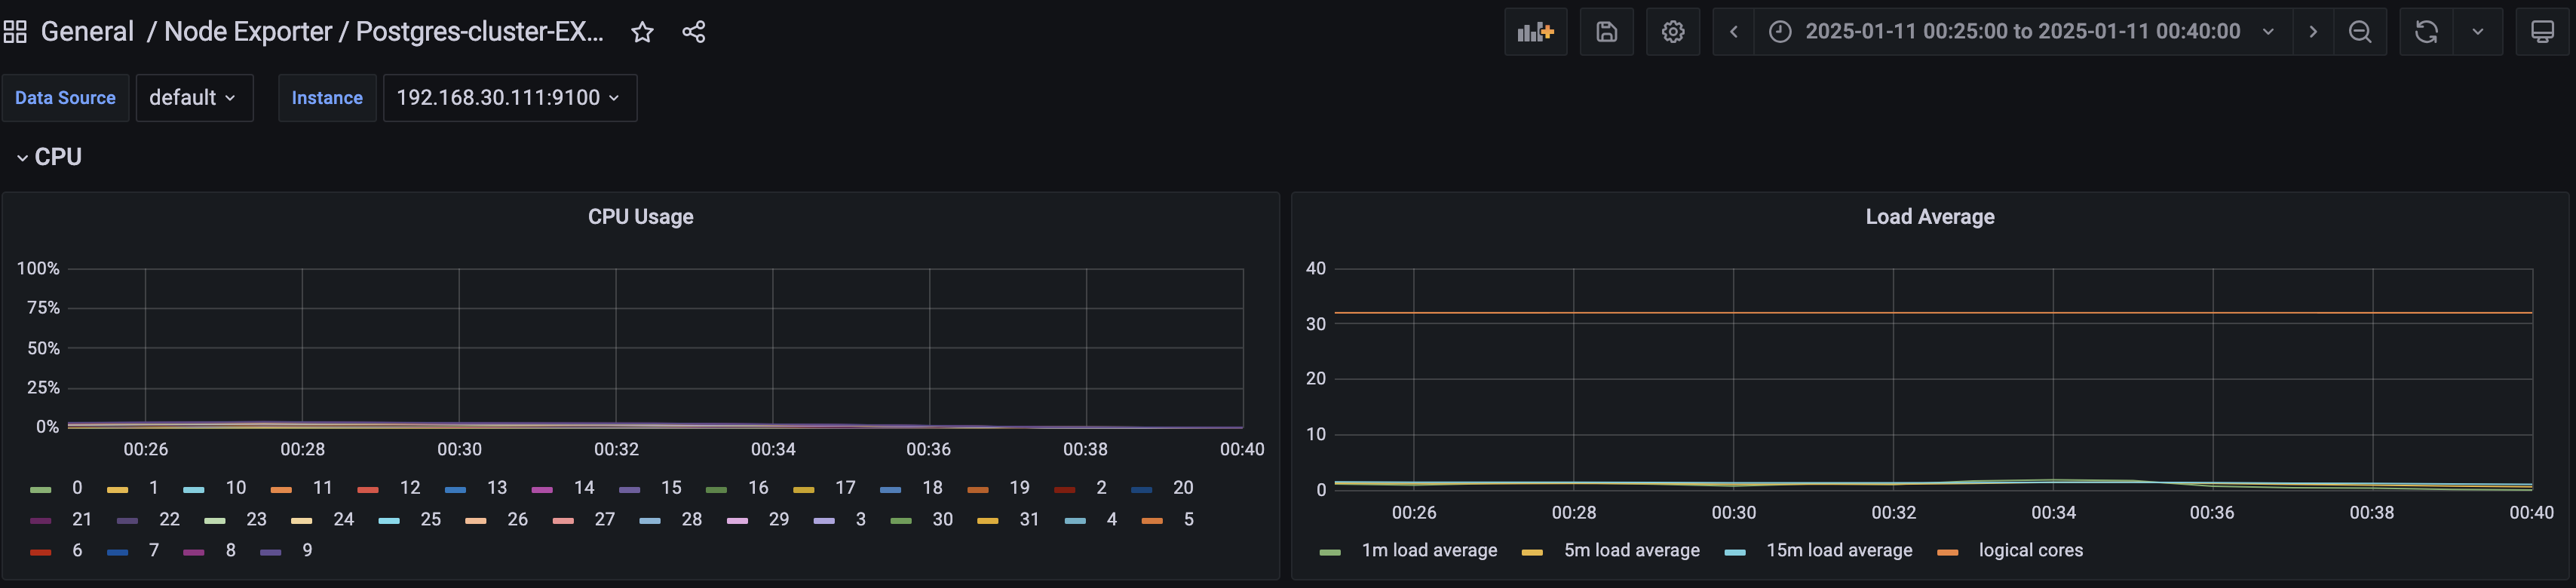 General / Node Exporter / Postgres-cluster-EX...
2025-01-11 00:25:00 to 2025-01-11 00:40:00
Data Source default Instance 192.168.30.111:9100
CPU
CPU Usage
100%
75%
50%
25%
0%
00:26 00:28 00:30 00:32 00:34 00:36 00:38 00:40
0 1 10 11 12 13 14 15 16 17 18 19 2 20
21 22 23 24 25 26 27 28 29 3 30 31 4 5
6 7 8 9
Load Average
40
30
20
10
0
00:26 00:28 00:30 00:32 00:34 00:36 00:38 00:40
1m load average 5m load average 15m load average logical cores